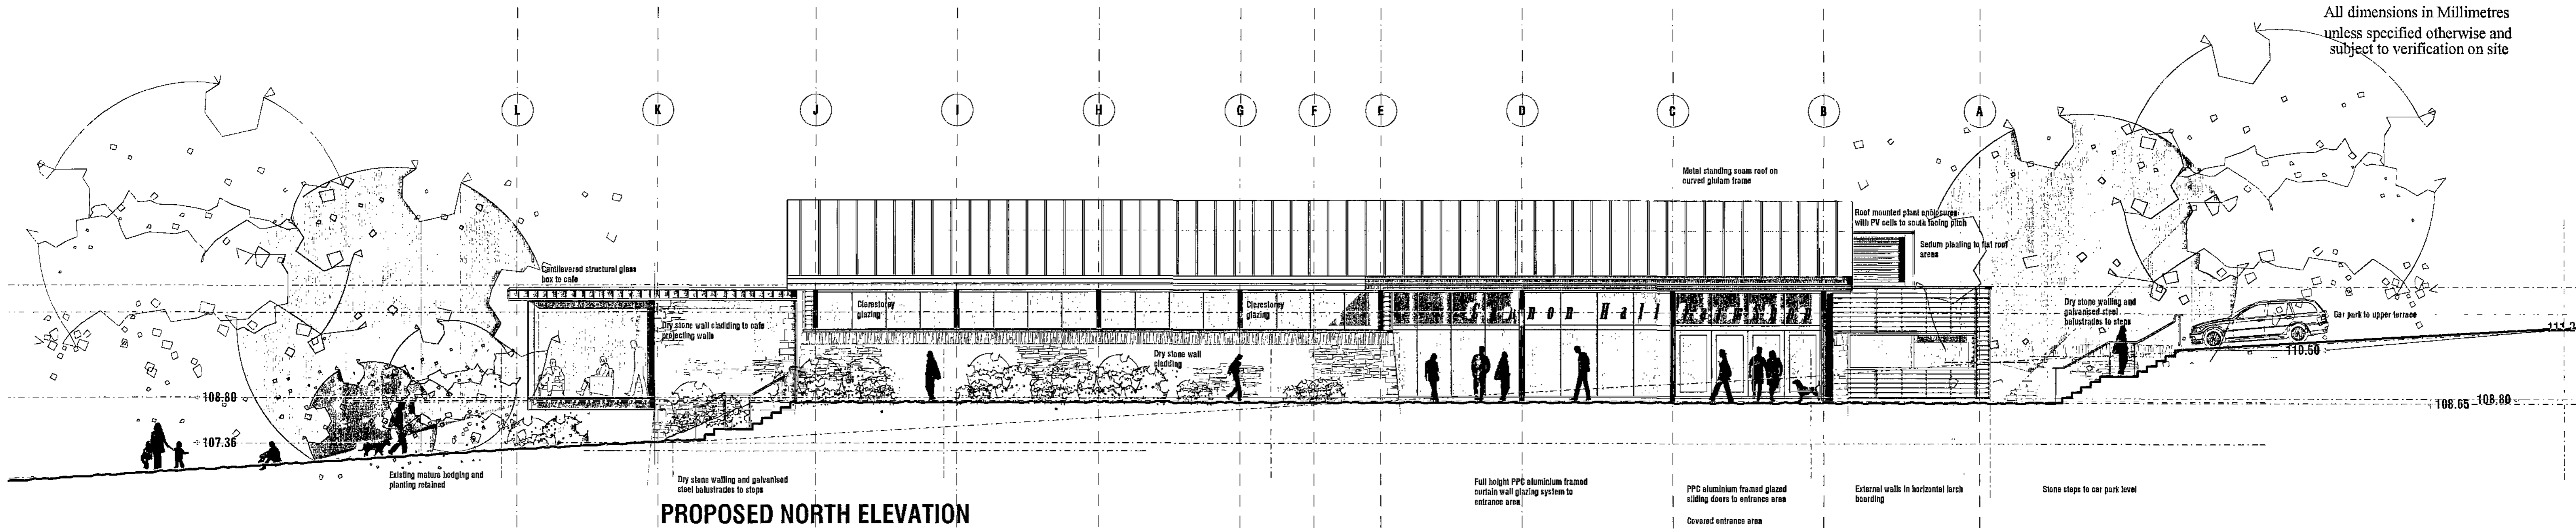 All dimensions in Millimetres
unless specified otherwise and
subject to verification on site
L
K
J
I
H
G
F
E
D
C
B
A
Metal standing seam roof on
curved glulam frame
Roof mounted plant enclosures
with PV cells to south facing pitch
Sedum planting to flat roof
areas
Cantilevered structural glass
box to cafe
Clerestorey
glazing
Clerestorey
glazing
Dry stone wall cladding to cafe
projecting walls
Dry stone wall
cladding
non Hall
Dry stone walling and
galvanised steel
balustrades to steps
Car park to upper terrace
110.50
108.80
108.65
108.80
107.36
Existing mature hedging and
planting retained
Dry stone walling and galvanised
steel balustrades to steps
Full height PPC aluminium framed
curtain wall glazing system to
entrance area
PPC aluminium framed glazed
sliding doors to entrance area
Covered entrance area
External walls in horizontal larch
boarding
Stone steps to car park level
PROPOSED NORTH ELEVATION